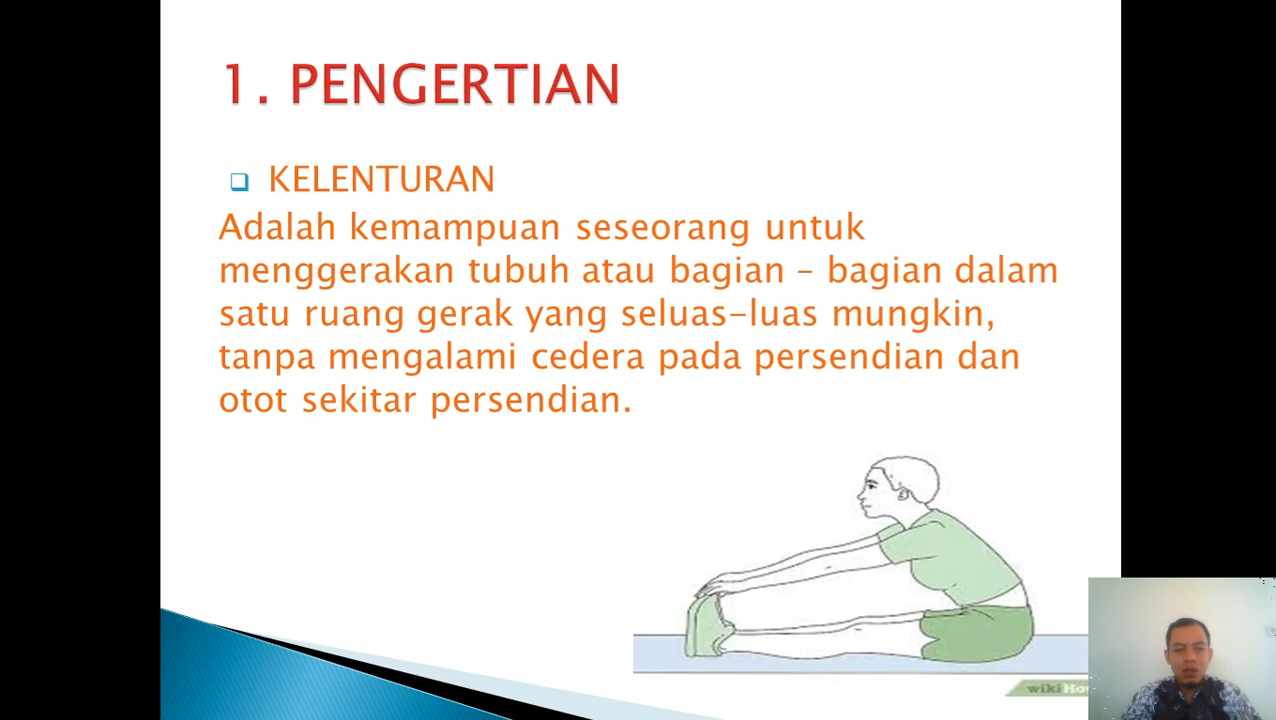 1. PENGERTIAN
KELENTURAN
Adalah kemampuan seseorang untuk
menggerakan tubuh atau bagian – bagian dalam
satu ruang gerak yang seluas-luas mungkin,
tanpa mengalami cedera pada persendian dan
otot sekitar persendian.
wikiHo